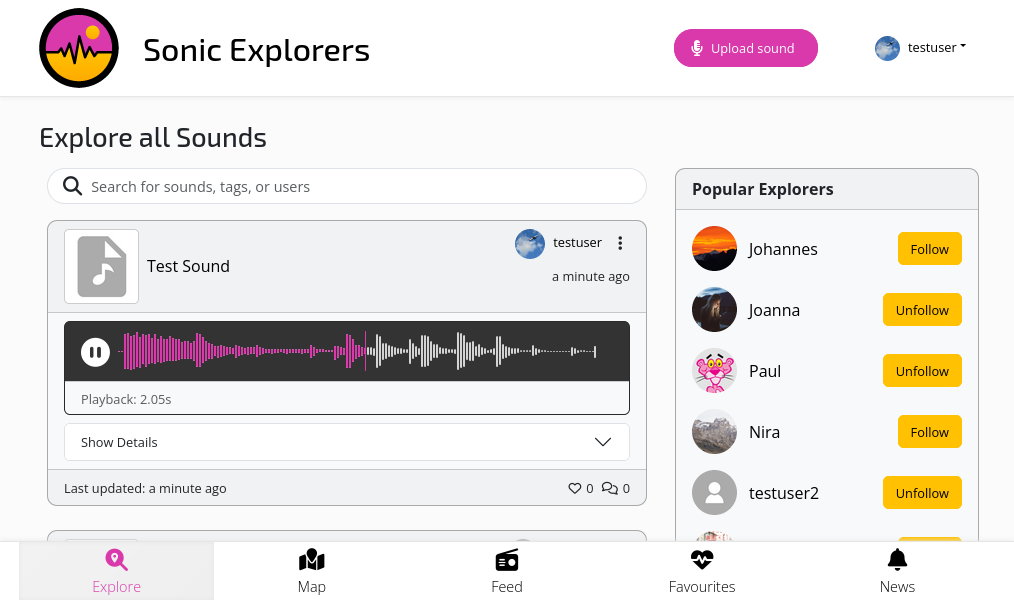 Sonic Explorers
Upload sound
testuser
Explore all Sounds
Search for sounds, tags, or users
Test Sound
testuser
a minute ago
Playback: 2.05s
Show Details
Last updated: a minute ago
0
0
Popular Explorers
Johannes
Follow
Joanna
Unfollow
Paul
Unfollow
Nira
Follow
testuser2
Unfollow
Explore
Map
Feed
Favourites
News